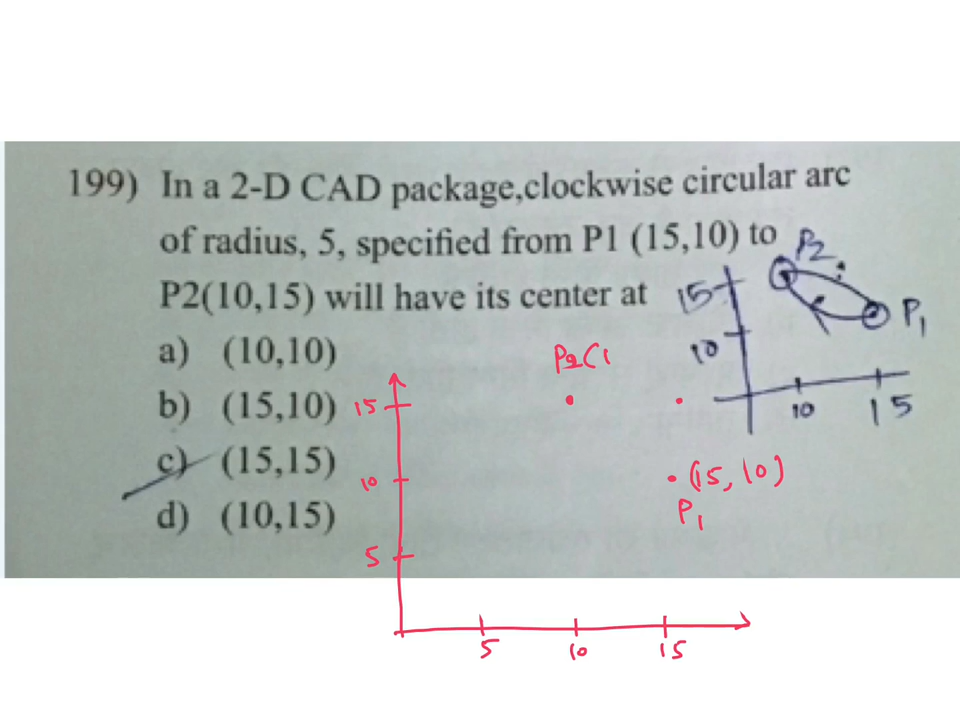 199) In a 2-D CAD package,clockwise circular arc
of radius, 5, specified from P1 (15,10) to
P2(10,15) will have its center at
a) (10,10)
b) (15,10)
c) (15,15)
d) (10,15)
P2
15
P1
10
10 15
P2(1
15
10
(15,10)
P1
5
5 10 15